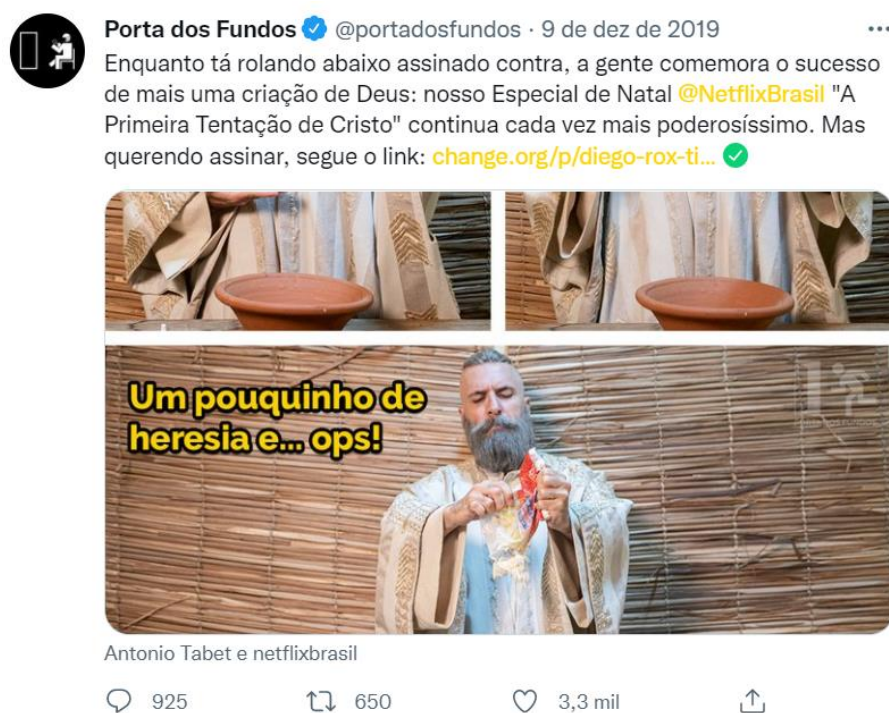 Porta dos Fundos @portadosfundos · 9 de dez de 2019
Enquanto tá rolando abaixo assinado contra, a gente comemora o sucesso
de mais uma criação de Deus: nosso Especial de Natal @NetflixBrasil "A
Primeira Tentação de Cristo" continua cada vez mais poderosíssimo. Mas
querendo assinar, segue o link: change.org/p/diego-rox-ti...
Um pouquinho de
heresia e... ops!
Antonio Tabet e netflixbrasil
925 650 3,3 mil